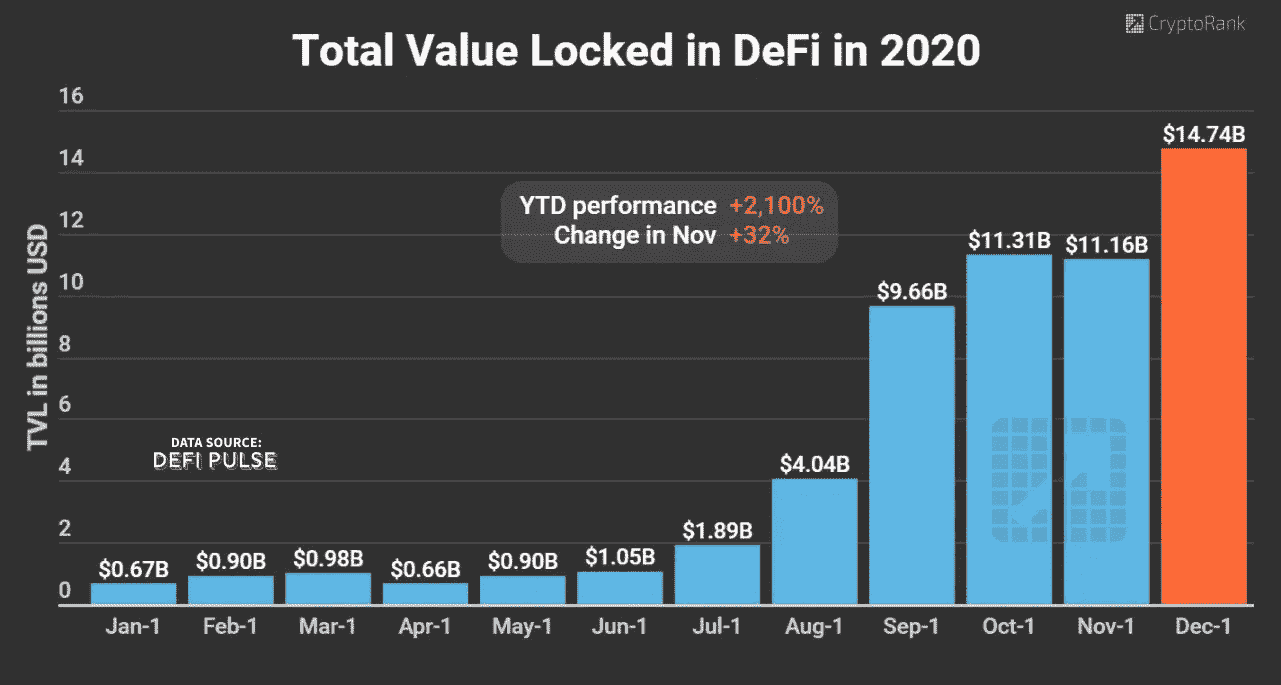 CryptoRank
Total Value Locked in DeFi in 2020
TVL in billions USD
16
14
12
10
8
6
4
2
0
YTD performance +2,100%
Change in Nov +32%
DATA SOURCE:
DEFI PULSE
$0.67B
$0.90B
$0.98B
$0.66B
$0.90B
$1.05B
$1.89B
$4.04B
$9.66B
$11.31B
$11.16B
$14.74B
Jan-1 Feb-1 Mar-1 Apr-1 May-1 Jun-1 Jul-1 Aug-1 Sep-1 Oct-1 Nov-1 Dec-1